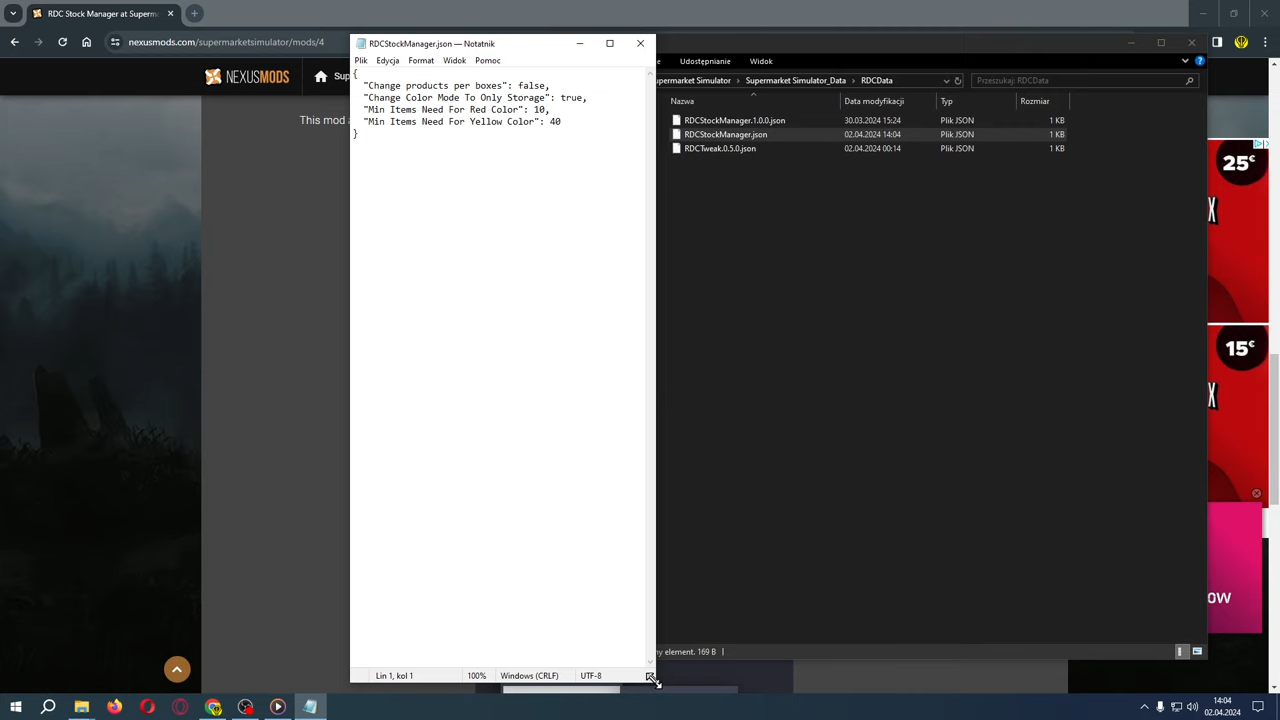 RDC Stock Manager at Supermar
nexusmods.com/supermarketsimulator/mods/4
NEXUSMODS
Sup
This mod a
RDCStockManager.json — Notatnik
Plik Edycja Format Widok Pomoc
{
"Change products per boxes": false,
"Change Color Mode To Only Storage": true,
"Min Items Need For Red Color": 10,
"Min Items Need For Yellow Color": 40
}
Lin 1, kol 1 100% Windows (CRLF) UTF-8
e Udostępnianie Widok
upermarket Simulator Supermarket Simulator_Data RDCData
Przeszukaj: RDCData
Nazwa Data modyfikacji Typ Rozmiar
RDCStockManager.1.0.0.json 30.03.2024 15:24 Plik JSON 1 KB
RDCStockManager.json 02.04.2024 14:04 Plik JSON 1 KB
RDCTweak.0.5.0.json 02.04.2024 00:14 Plik JSON 1 KB
ny element. 169 B
25€
15€
OW
14:04
02.04.2024